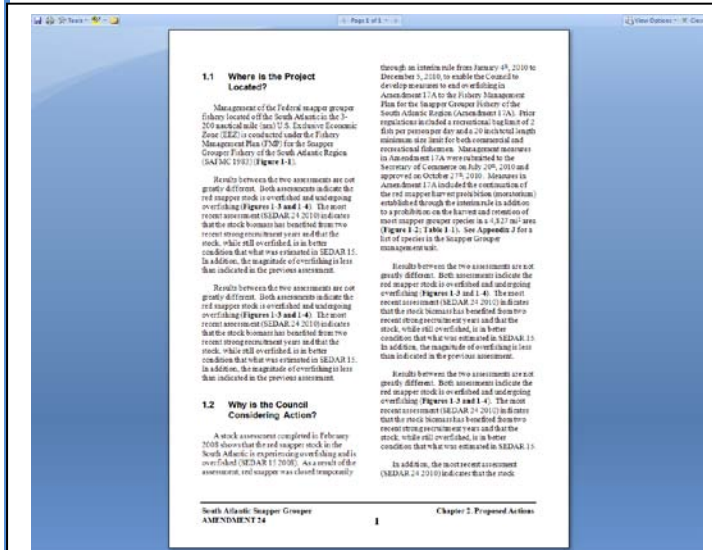 Tools
Page 1 of 1
View Options
Close
1.1 Where is the Project
Located?
Management of the Federal snapper grouper
fishery located off the South Atlantic in the 3-
200 nautical mile (nm) U.S. Exclusive Economic
Zone (EEZ) is conducted under the Fishery
Management Plan (FMP) for the Snapper
Grouper Fishery of the South Atlantic Region
(SAFMC 1983) (Figure 1-1).
Results between the two assessments are not
greatly different. Both assessments indicate the
red snapper stock is overfished and undergoing
overfishing (Figures 1-3 and 1-4). The most
recent assessment (SEDAR 24 2010) indicates
that the stock biomass has benefited from two
recent strong recruitment years and that the
stock, while still overfished, is in better
condition that what was estimated in SEDAR 15.
In addition, the magnitude of overfishing is less
than indicated in the previous assessment.
Results between the two assessments are not
greatly different. Both assessments indicate the
red snapper stock is overfished and undergoing
overfishing (Figures 1-3 and 1-4). The most
recent assessment (SEDAR 24 2010) indicates
that the stock biomass has benefited from two
recent strong recruitment years and that the
stock, while still overfished, is in better
condition that what was estimated in SEDAR 15.
In addition, the magnitude of overfishing is less
than indicated in the previous assessment.
1.2 Why is the Council
Considering Action?
A stock assessment completed in February
2008 shows that the red snapper stock in the
South Atlantic is experiencing overfishing and is
overfished (SEDAR 15 2008). As a result of the
assessment, red snapper was closed temporarily
through an interim rule from January 4th, 2010 to
December 5, 2010, to enable the Council to
develop measures to end overfishing in
Amendment 17A to the Fishery Management
Plan for the Snapper Grouper Fishery of the
South Atlantic Region (Amendment 17A). Prior
regulations included a recreational bag limit of 2
fish per person per day and a 20 inch total length
minimum size limit for both commercial and
recreational fishermen. Management measures
in Amendment 17A were submitted to the
Secretary of Commerce on July 20th, 2010 and
approved on October 27th, 2010. Measures in
Amendment 17A included the continuation of
the red snapper harvest prohibition (moratorium)
established through the interim rule in addition
to a prohibition on the harvest and retention of
most snapper grouper species in a 4,827 mi² area
(Figure 1-2; Table 1-1). See Appendix J for a
list of species in the Snapper Grouper
management unit.
Results between the two assessments are not
greatly different. Both assessments indicate the
red snapper stock is overfished and undergoing
overfishing (Figures 1-3 and 1-4). The most
recent assessment (SEDAR 24 2010) indicates
that the stock biomass has benefited from two
recent strong recruitment years and that the
stock, while still overfished, is in better
condition that what was estimated in SEDAR 15.
In addition, the magnitude of overfishing is less
than indicated in the previous assessment.
Results between the two assessments are not
greatly different. Both assessments indicate the
red snapper stock is overfished and undergoing
overfishing (Figures 1-3 and 1-4). The most
recent assessment (SEDAR 24 2010) indicates
that the stock biomass has benefited from two
recent strong recruitment years and that the
stock, while still overfished, is in better
condition that what was estimated in SEDAR 15.
In addition, the most recent assessment
(SEDAR 24 2010) indicates that the stock
South Atlantic Snapper Grouper
AMENDMENT 24
1
Chapter 2. Proposed Actions